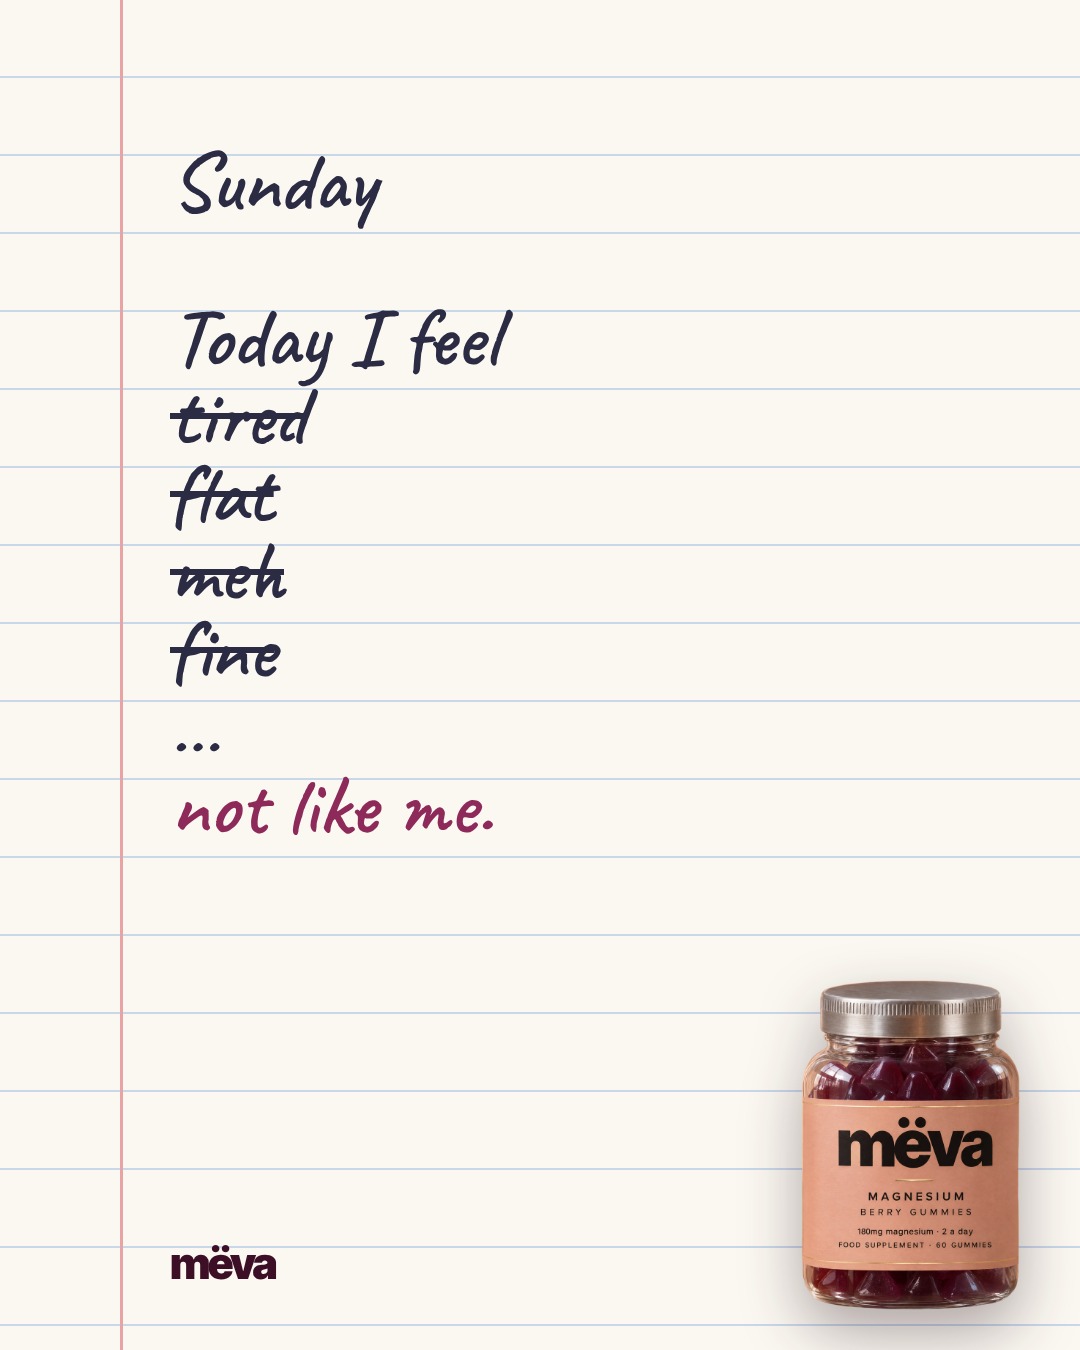 Sunday
Today I feel
tired
flat
meh
fine
...
not like me.
mëva
MAGNESIUM
BERRY GUMMIES
180mg magnesium · 2 a day
FOOD SUPPLEMENT · 60 GUMMIES
mëva